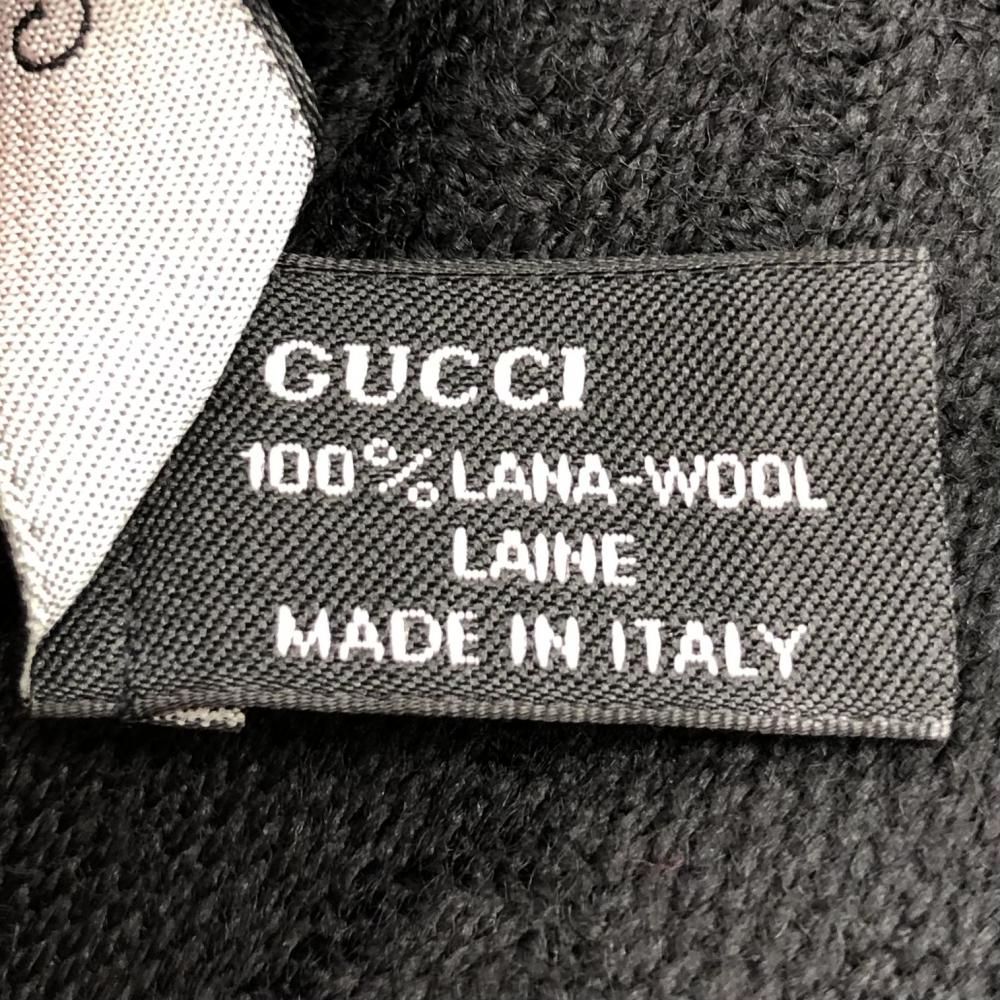 GUCCI
100% LANA-WOOL
LAINE
MADE IN ITALY